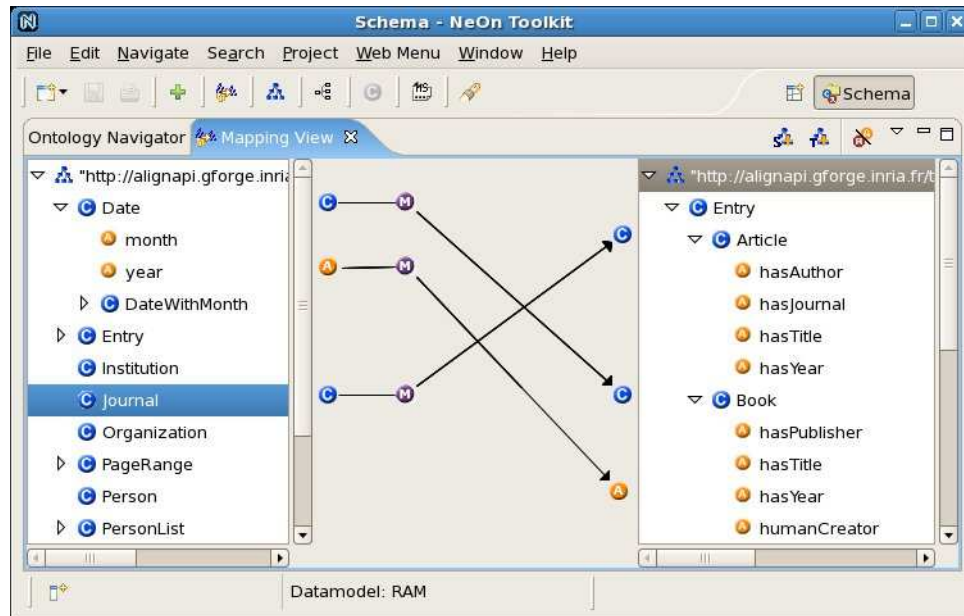 Schema - NeOn Toolkit
File Edit Navigate Search Project Web Menu Window Help
Schema
Ontology Navigator Mapping View
"http://alignapi.gforge.inria
Date
month
year
DateWithMonth
Entry
Institution
Journal
Organization
PageRange
Person
PersonList
C M
A M
C M
C
C
A
"http://alignapi.gforge.inria.fr/t
Entry
Article
hasAuthor
hasJournal
hasTitle
hasYear
Book
hasPublisher
hasTitle
hasYear
humanCreator
Datamodel: RAM